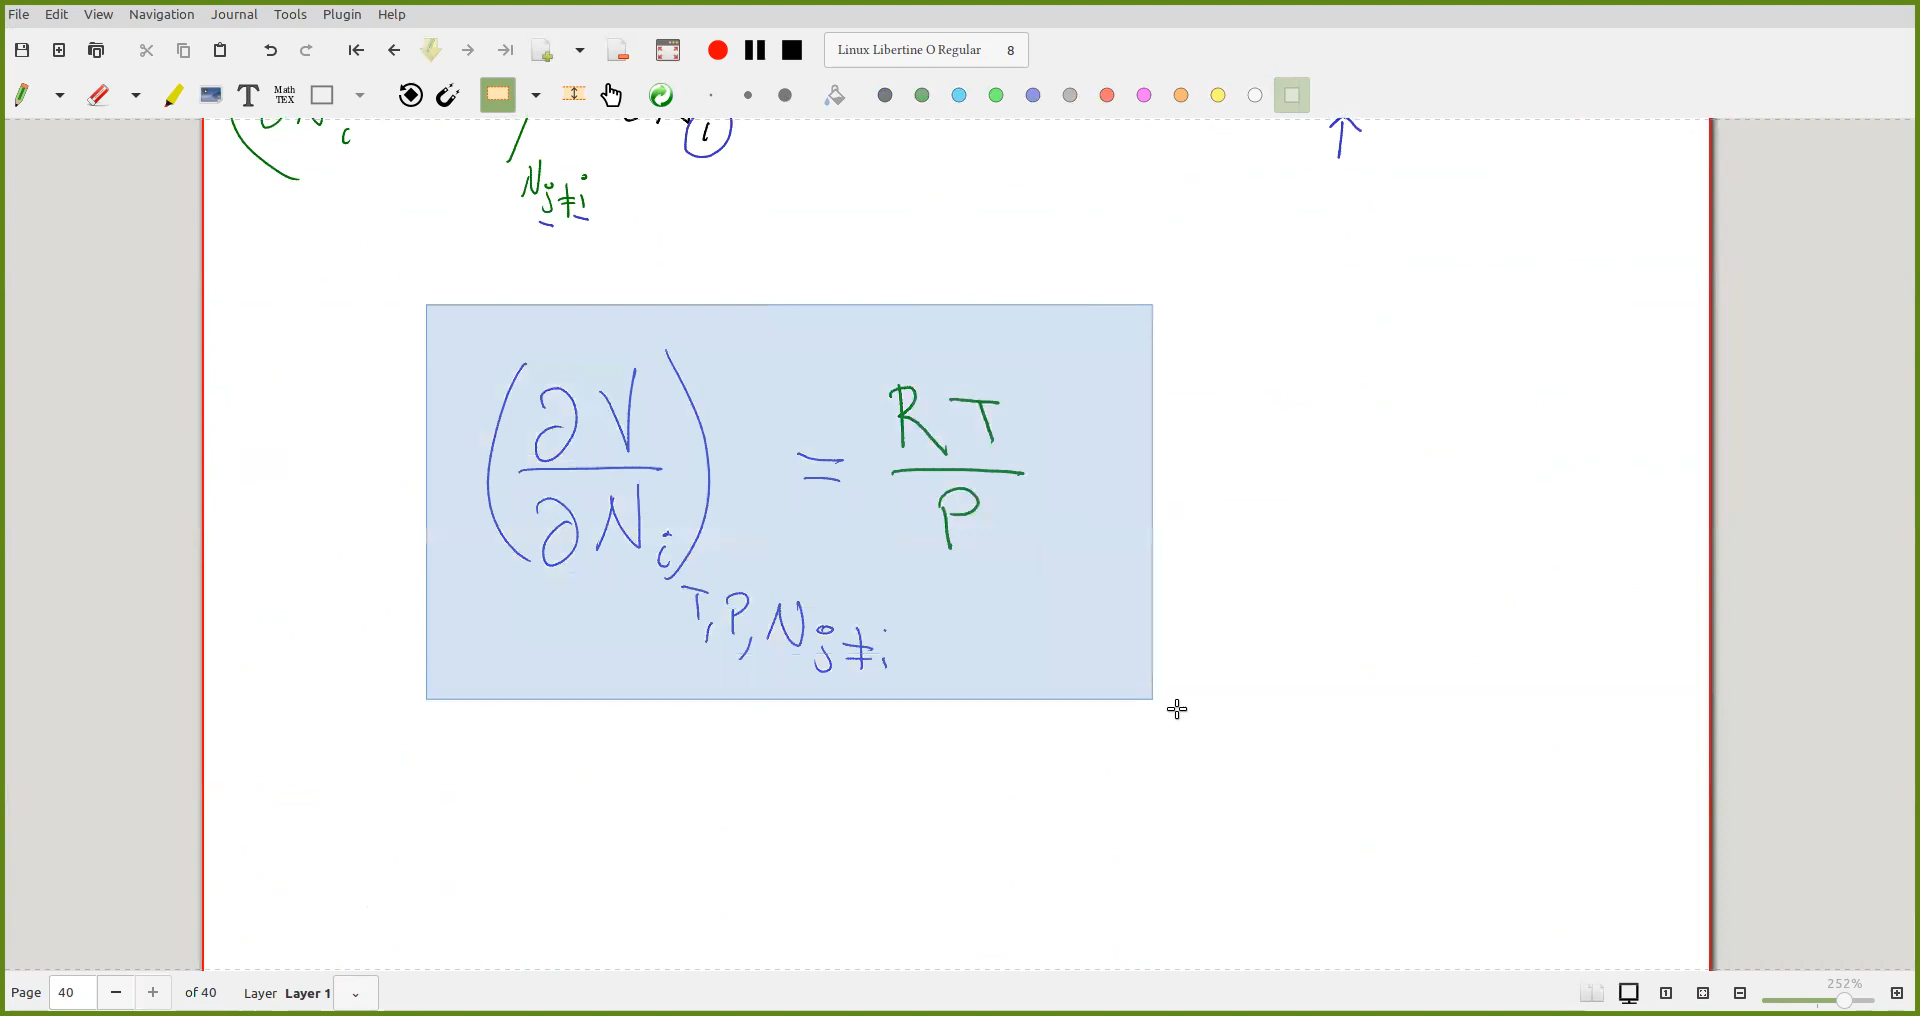 File Edit View Navigation Journal Tools Plugin Help
Linux Libertine O Regular 8
T Math TEX
i
N j≠i
(∂V/∂N i) T, P, N j≠i = RT/P
Page 40 of 40 Layer Layer 1 252%